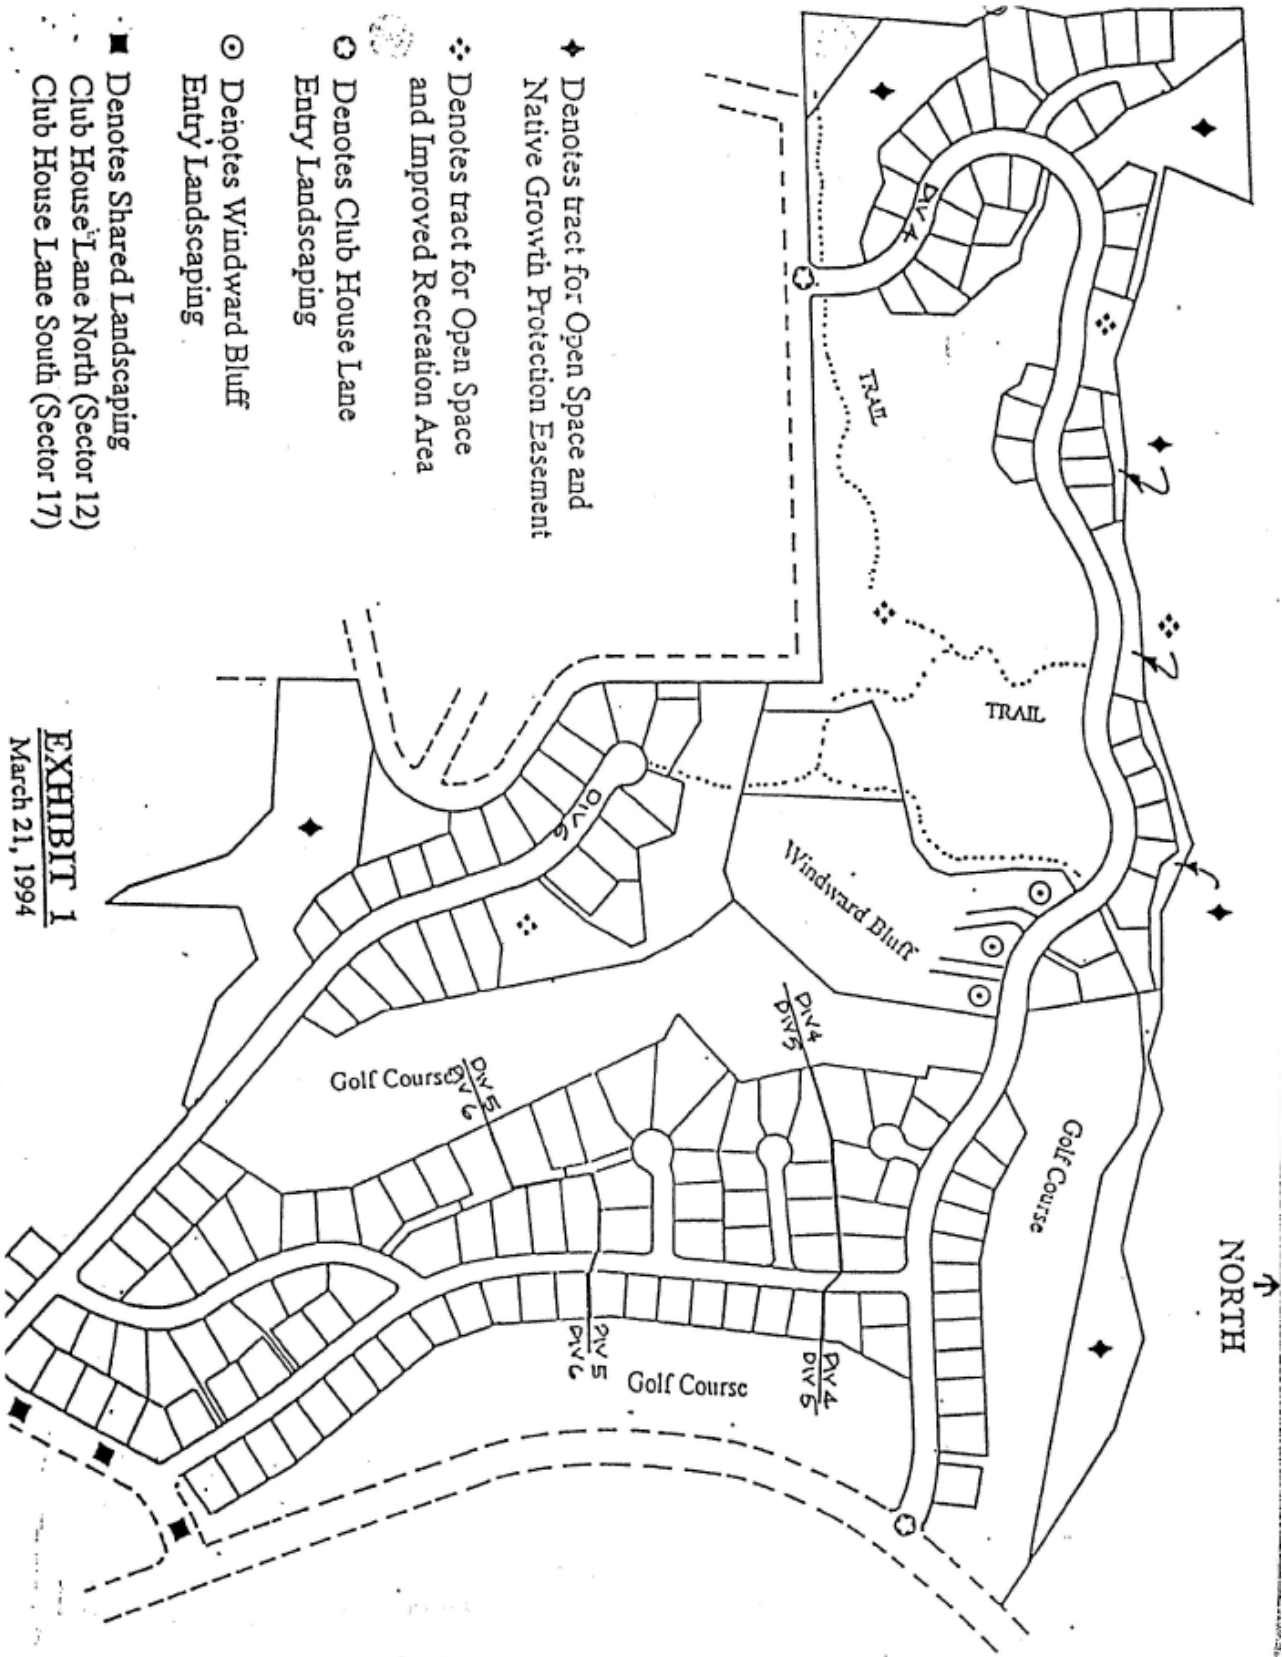 NORTH
Denotes tract for Open Space and
Native Growth Protection Easement
Denotes tract for Open Space
and Improved Recreation Area
Denotes Club House Lane
Entry Landscaping
Denotes Windward Bluff
Entry Landscaping
Denotes Shared Landscaping
Club House Lane North (Sector 12)
Club House Lane South (Sector 17)
EXHIBIT 1
March 21, 1994
DIV 4
TRAIL
TRAIL
Windward Bluff
DIV 6
Golf Course
Golf Course
Golf Course
DIV 4
DIV 5
DIV 5
DIV 6
DIV 4
DIV 5
DIV 5
DIV 6